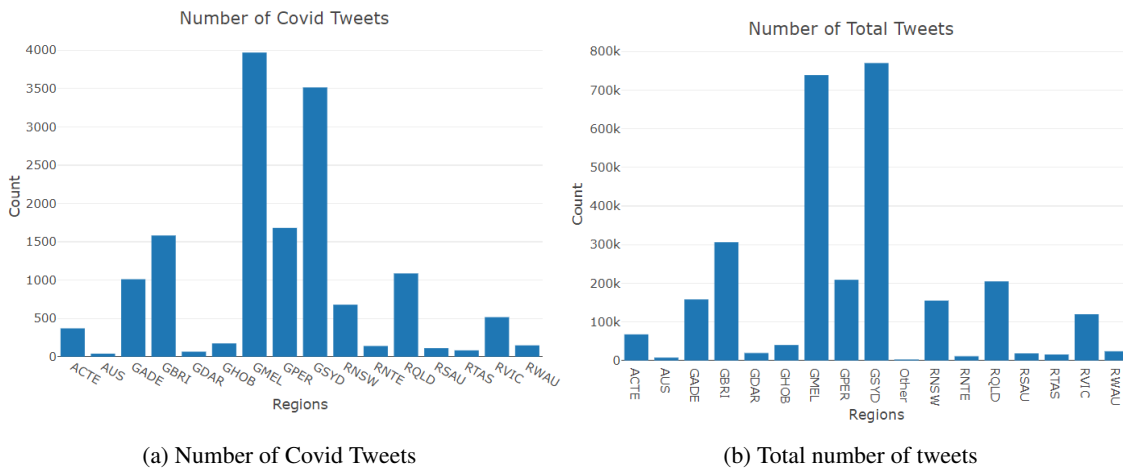 Number of Covid Tweets
4000
3500
3000
2500
2000
1500
1000
500
0
Count
ACTE AUS GADE GBRI GDAR GHOB GMEL GPER GSYD RNSW RNTE RQLD RSAU RTAS RVIC RWAU
Regions
(a) Number of Covid Tweets
Number of Total Tweets
800k
700k
600k
500k
400k
300k
200k
100k
0
Count
ACTE AUS GADE GBRI GDAR GHOB GMEL GPER GSYD Other RNSW RNTE RQLD RSAU RTAS RVIC RWAU
Regions
(b) Total number of tweets